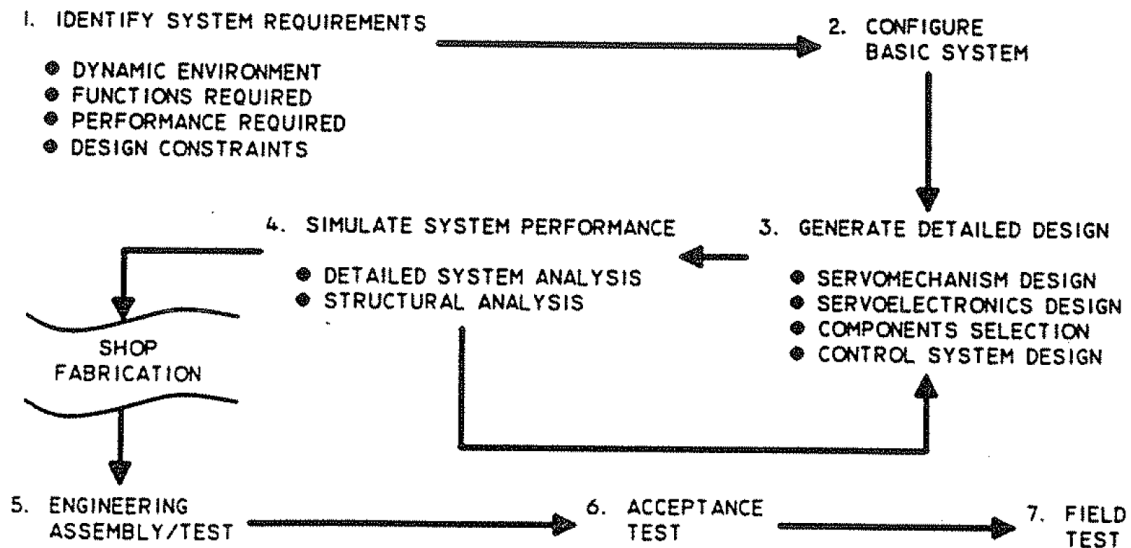 1. IDENTIFY SYSTEM REQUIREMENTS
● DYNAMIC ENVIRONMENT
● FUNCTIONS REQUIRED
● PERFORMANCE REQUIRED
● DESIGN CONSTRAINTS
2. CONFIGURE
BASIC SYSTEM
3. GENERATE DETAILED DESIGN
● SERVOMECHANISM DESIGN
● SERVOELECTRONICS DESIGN
● COMPONENTS SELECTION
● CONTROL SYSTEM DESIGN
4. SIMULATE SYSTEM PERFORMANCE
● DETAILED SYSTEM ANALYSIS
● STRUCTURAL ANALYSIS
SHOP
FABRICATION
5. ENGINEERING
ASSEMBLY/TEST
6. ACCEPTANCE
TEST
7. FIELD
TEST